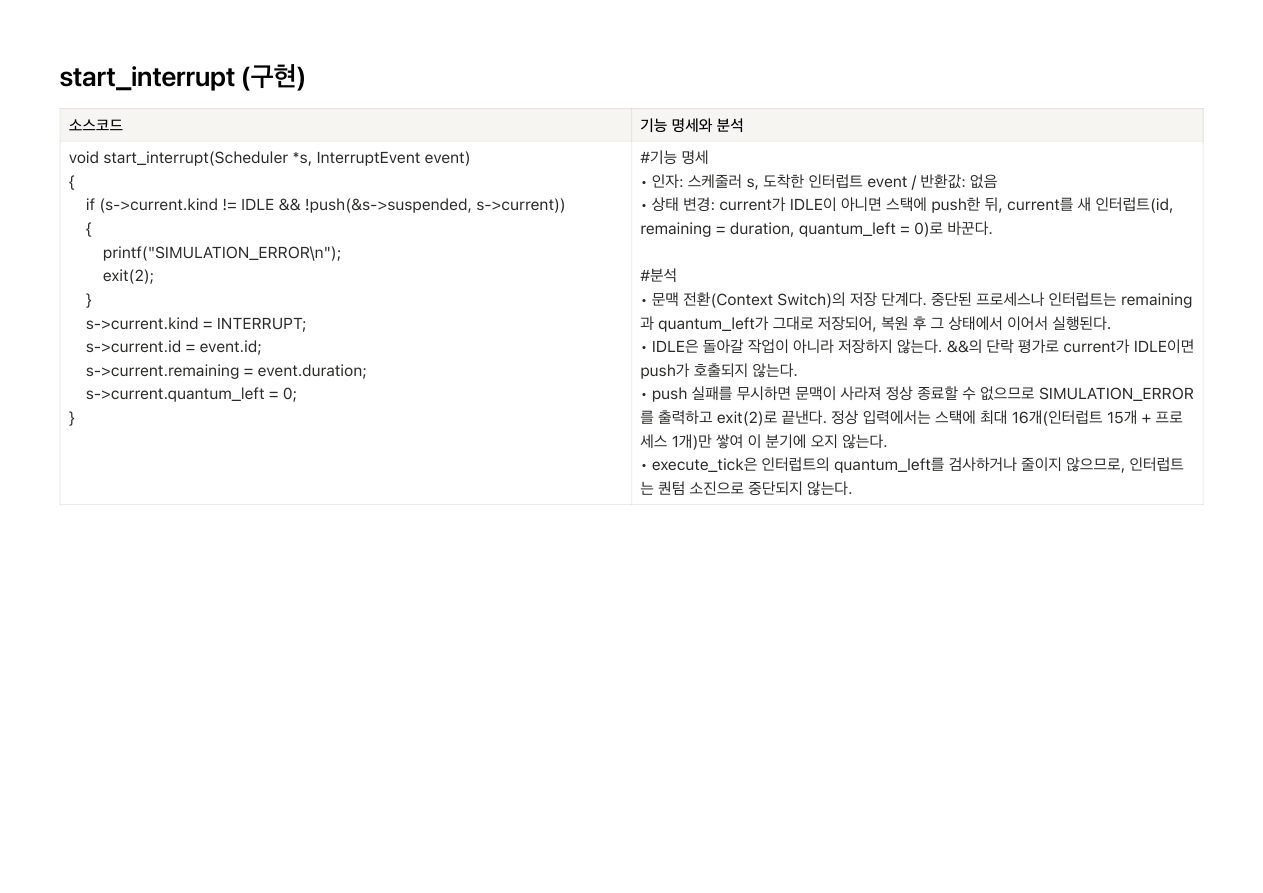 start_interrupt (구현)
소스코드
기능 명세와 분석
void start_interrupt(Scheduler *s, InterruptEvent event)
{
    if (s->current.kind != IDLE && !push(&s->suspended, s->current))
    {
        printf("SIMULATION_ERROR\n");
        exit(2);
    }
    s->current.kind = INTERRUPT;
    s->current.id = event.id;
    s->current.remaining = event.duration;
    s->current.quantum_left = 0;
}
#기능 명세
• 인자: 스케줄러 s, 도착한 인터럽트 event / 반환값: 없음
• 상태 변경: current가 IDLE이 아니면 스택에 push한 뒤, current를 새 인터럽트(id,
remaining = duration, quantum_left = 0)로 바꾼다.
#분석
• 문맥 전환(Context Switch)의 저장 단계다. 중단된 프로세스나 인터럽트는 remaining
과 quantum_left가 그대로 저장되어, 복원 후 그 상태에서 이어서 실행된다.
• IDLE은 돌아갈 작업이 아니라 저장하지 않는다. &&의 단락 평가로 current가 IDLE이면
push가 호출되지 않는다.
• push 실패를 무시하면 문맥이 사라져 정상 종료할 수 없으므로 SIMULATION_ERROR
를 출력하고 exit(2)로 끝낸다. 정상 입력에서는 스택에 최대 16개(인터럽트 15개 + 프로
세스 1개)만 쌓여 이 분기에 오지 않는다.
• execute_tick은 인터럽트의 quantum_left를 검사하거나 줄이지 않으므로, 인터럽트
는 퀀텀 소진으로 중단되지 않는다.